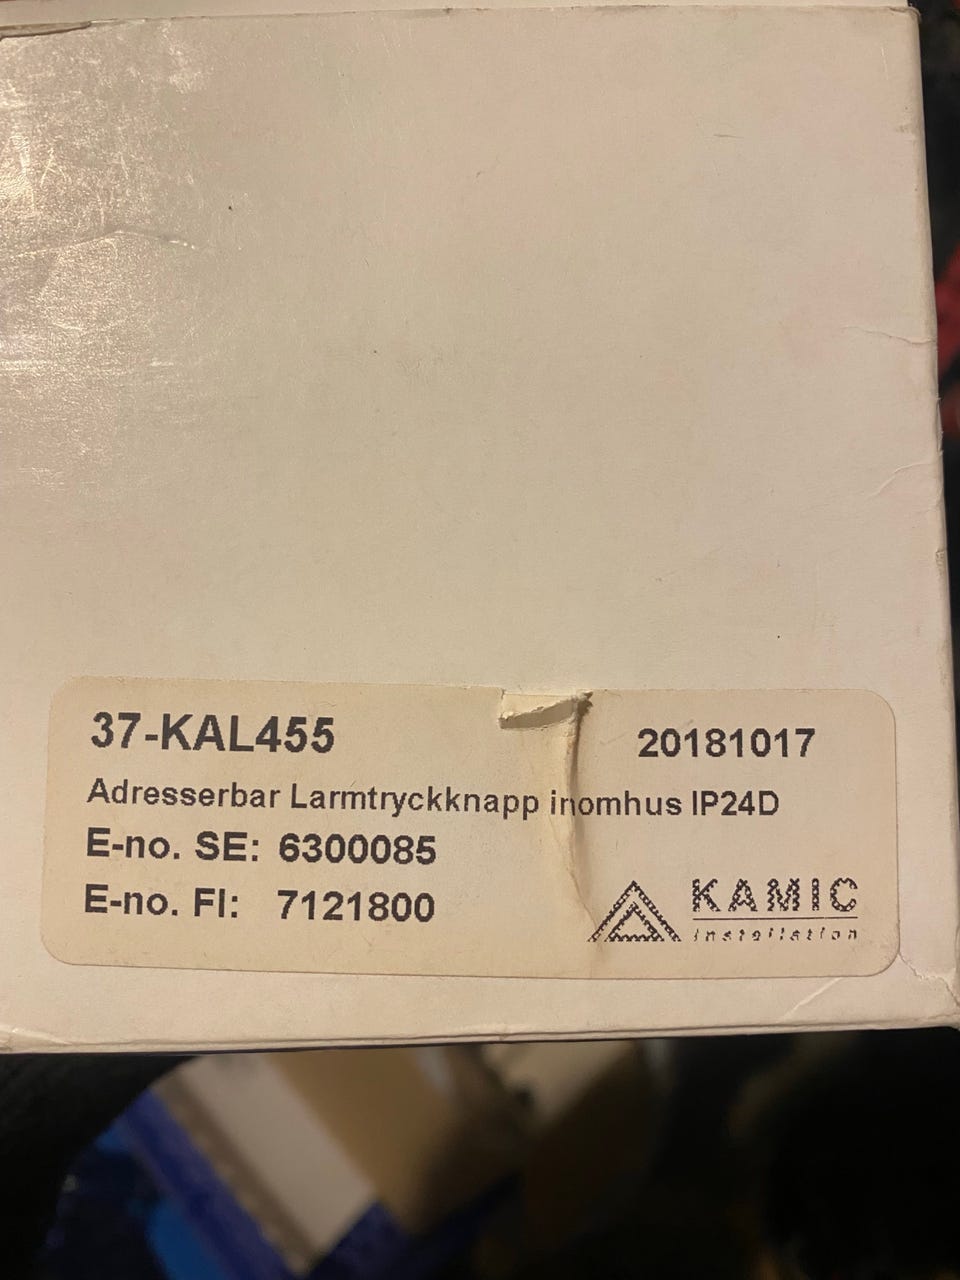 37-KAL455 20181017
Adresserbar Larmtryckknapp inomhus IP24D
E-no. SE: 6300085
E-no. FI: 7121800
KAMIC
Installation